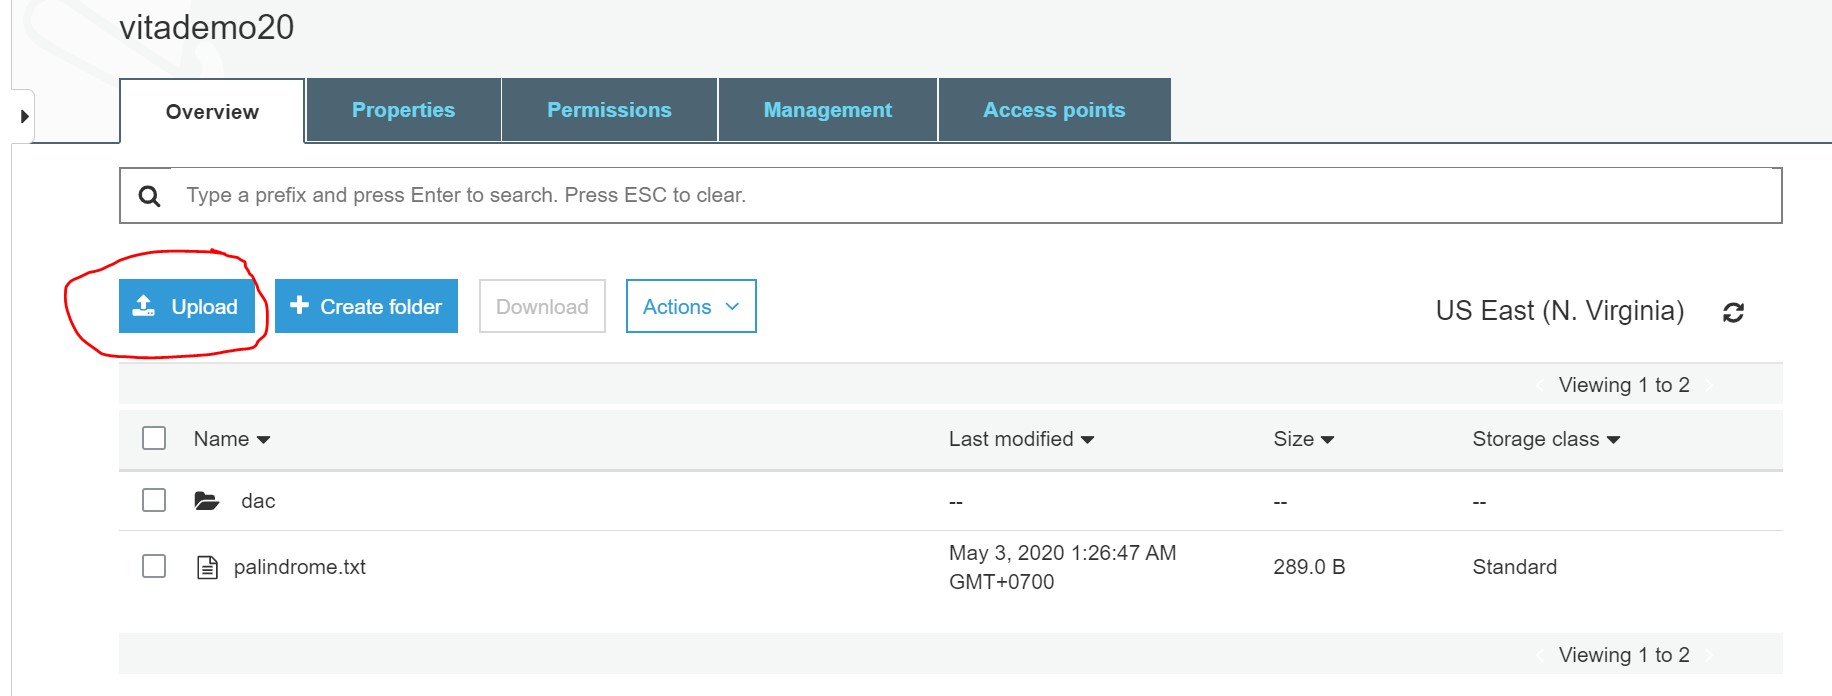 vitademo20
Overview Properties Permissions Management Access points
Type a prefix and press Enter to search. Press ESC to clear.
Upload Create folder Download Actions
US East (N. Virginia)
Viewing 1 to 2
Name Last modified Size Storage class
dac -- -- --
palindrome.txt May 3, 2020 1:26:47 AM 289.0 B Standard
GMT+0700
Viewing 1 to 2